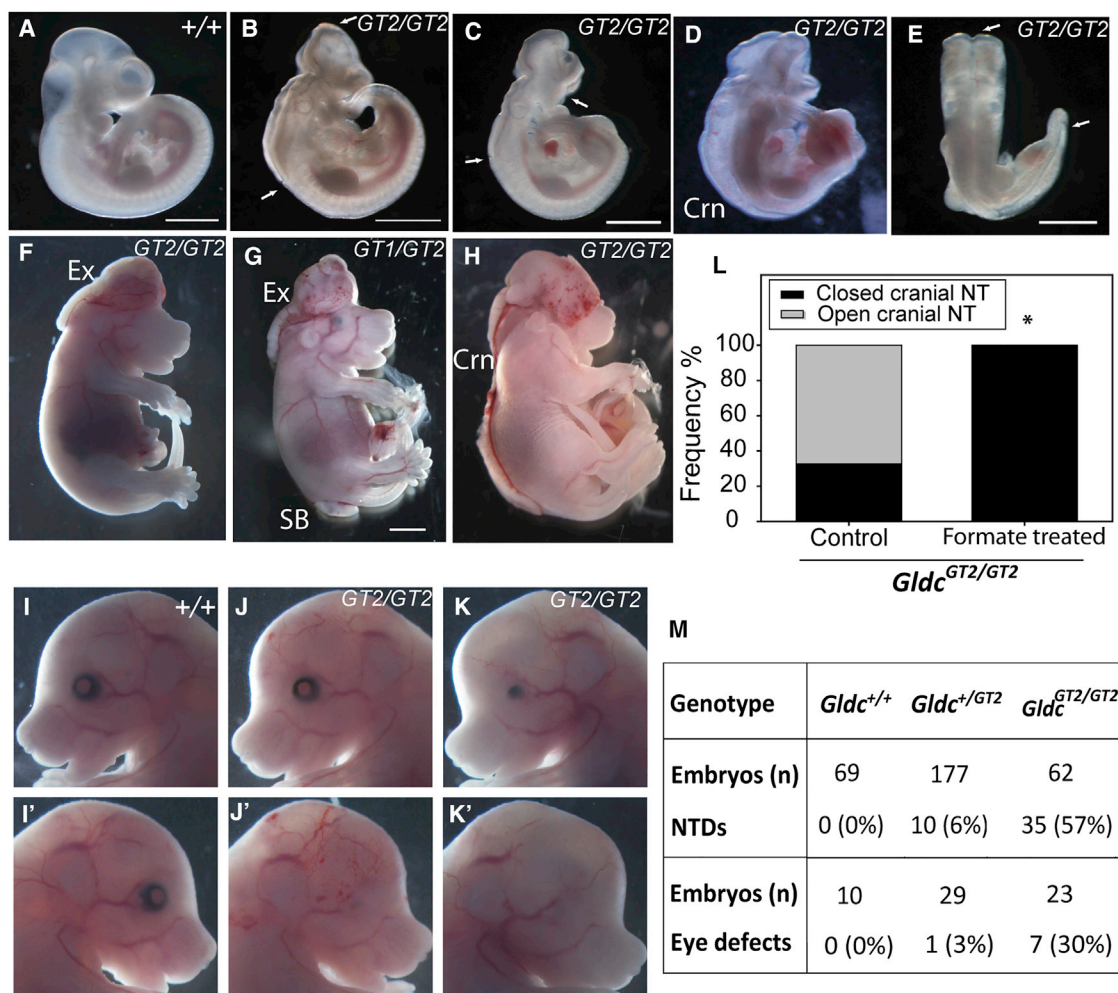 A +/+
B GT2/GT2
C GT2/GT2
D GT2/GT2
Crn
E GT2/GT2
F GT2/GT2
Ex
G GT1/GT2
Ex
SB
H GT2/GT2
Crn
L
Closed cranial NT
Open cranial NT
*
Frequency %
100
80
60
40
20
0
Control Formate treated
Gldc^GT2/GT2
I +/+
J GT2/GT2
K GT2/GT2
I'
J'
K'
M
Genotype Gldc^+/+ Gldc^+/GT2 Gldc^GT2/GT2
Embryos (n) 69 177 62
NTDs 0 (0%) 10 (6%) 35 (57%)
Embryos (n) 10 29 23
Eye defects 0 (0%) 1 (3%) 7 (30%)